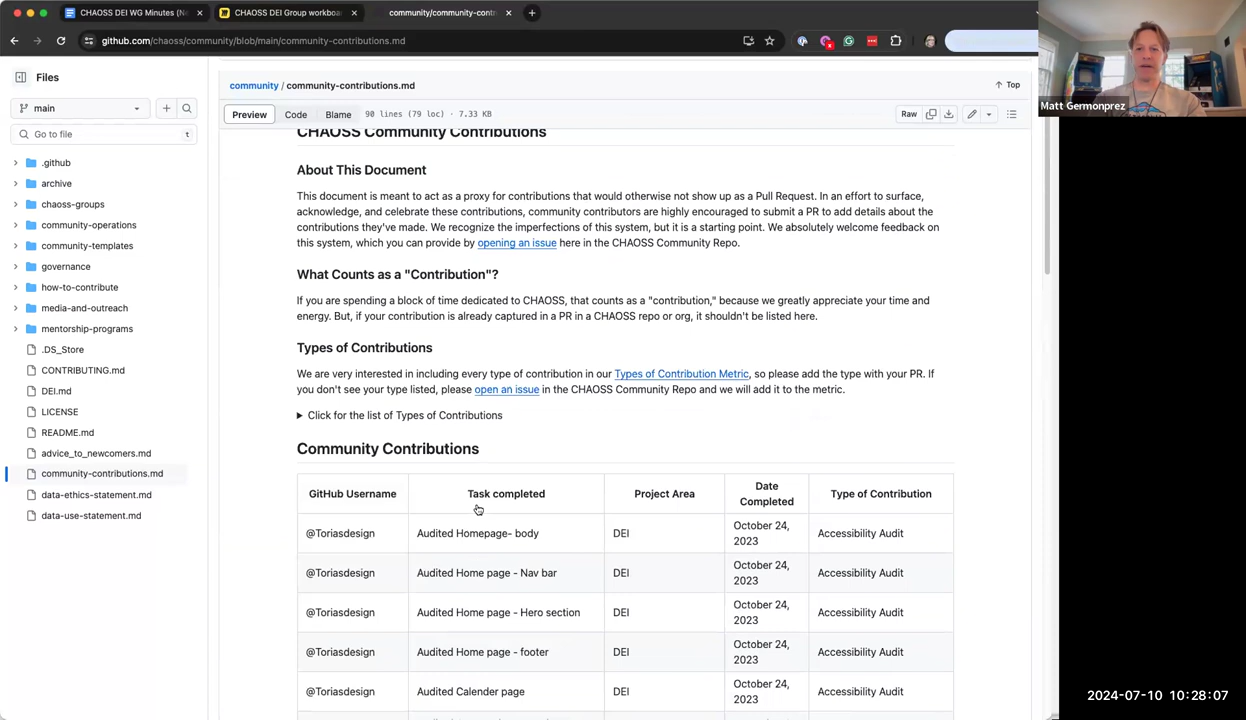 CHAOSS DEI WG Minutes (Ne
CHAOSS DEI Group workboa
community/community-contri
github.com/chaoss/community/blob/main/community-contributions.md
Matt Germonprez
Files
main
Go to file
t
.github
archive
chaoss-groups
community-operations
community-templates
governance
how-to-contribute
media-and-outreach
mentorship-programs
.DS_Store
CONTRIBUTING.md
DEI.md
LICENSE
README.md
advice_to_newcomers.md
community-contributions.md
data-ethics-statement.md
data-use-statement.md
community / community-contributions.md
Top
Preview Code Blame 90 lines (79 loc) · 7.33 KB
Raw
CHAOSS Community Contributions
About This Document
This document is meant to act as a proxy for contributions that would otherwise not show up as a Pull Request. In an effort to surface,
acknowledge, and celebrate these contributions, community contributors are highly encouraged to submit a PR to add details about the
contributions they've made. We recognize the imperfections of this system, but it is a starting point. We absolutely welcome feedback on
this system, which you can provide by opening an issue here in the CHAOSS Community Repo.
What Counts as a "Contribution"?
If you are spending a block of time dedicated to CHAOSS, that counts as a "contribution," because we greatly appreciate your time and
energy. But, if your contribution is already captured in a PR in a CHAOSS repo or org, it shouldn't be listed here.
Types of Contributions
We are very interested in including every type of contribution in our Types of Contribution Metric, so please add the type with your PR. If
you don't see your type listed, please open an issue in the CHAOSS Community Repo and we will add it to the metric.
Click for the list of Types of Contributions
Community Contributions
GitHub Username Task completed Project Area Date Completed Type of Contribution
@Toriasdesign Audited Homepage- body DEI October 24, 2023 Accessibility Audit
@Toriasdesign Audited Home page - Nav bar DEI October 24, 2023 Accessibility Audit
@Toriasdesign Audited Home page - Hero section DEI October 24, 2023 Accessibility Audit
@Toriasdesign Audited Home page - footer DEI October 24, 2023 Accessibility Audit
@Toriasdesign Audited Calender page DEI October 24, 2023 Accessibility Audit
2024-07-10 10:28:07